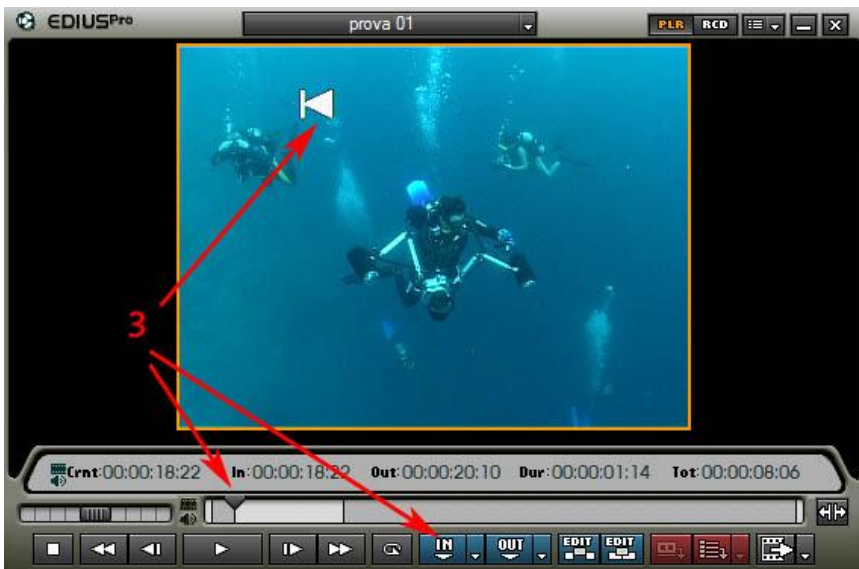 EDIUSPro prova 01 PLR RCD
3
Crnt:00:00:18:22 In:00:00:18:22 Out:00:00:20:10 Dur:00:00:01:14 Tot:00:00:08:06
IN OUT EDIT EDIT